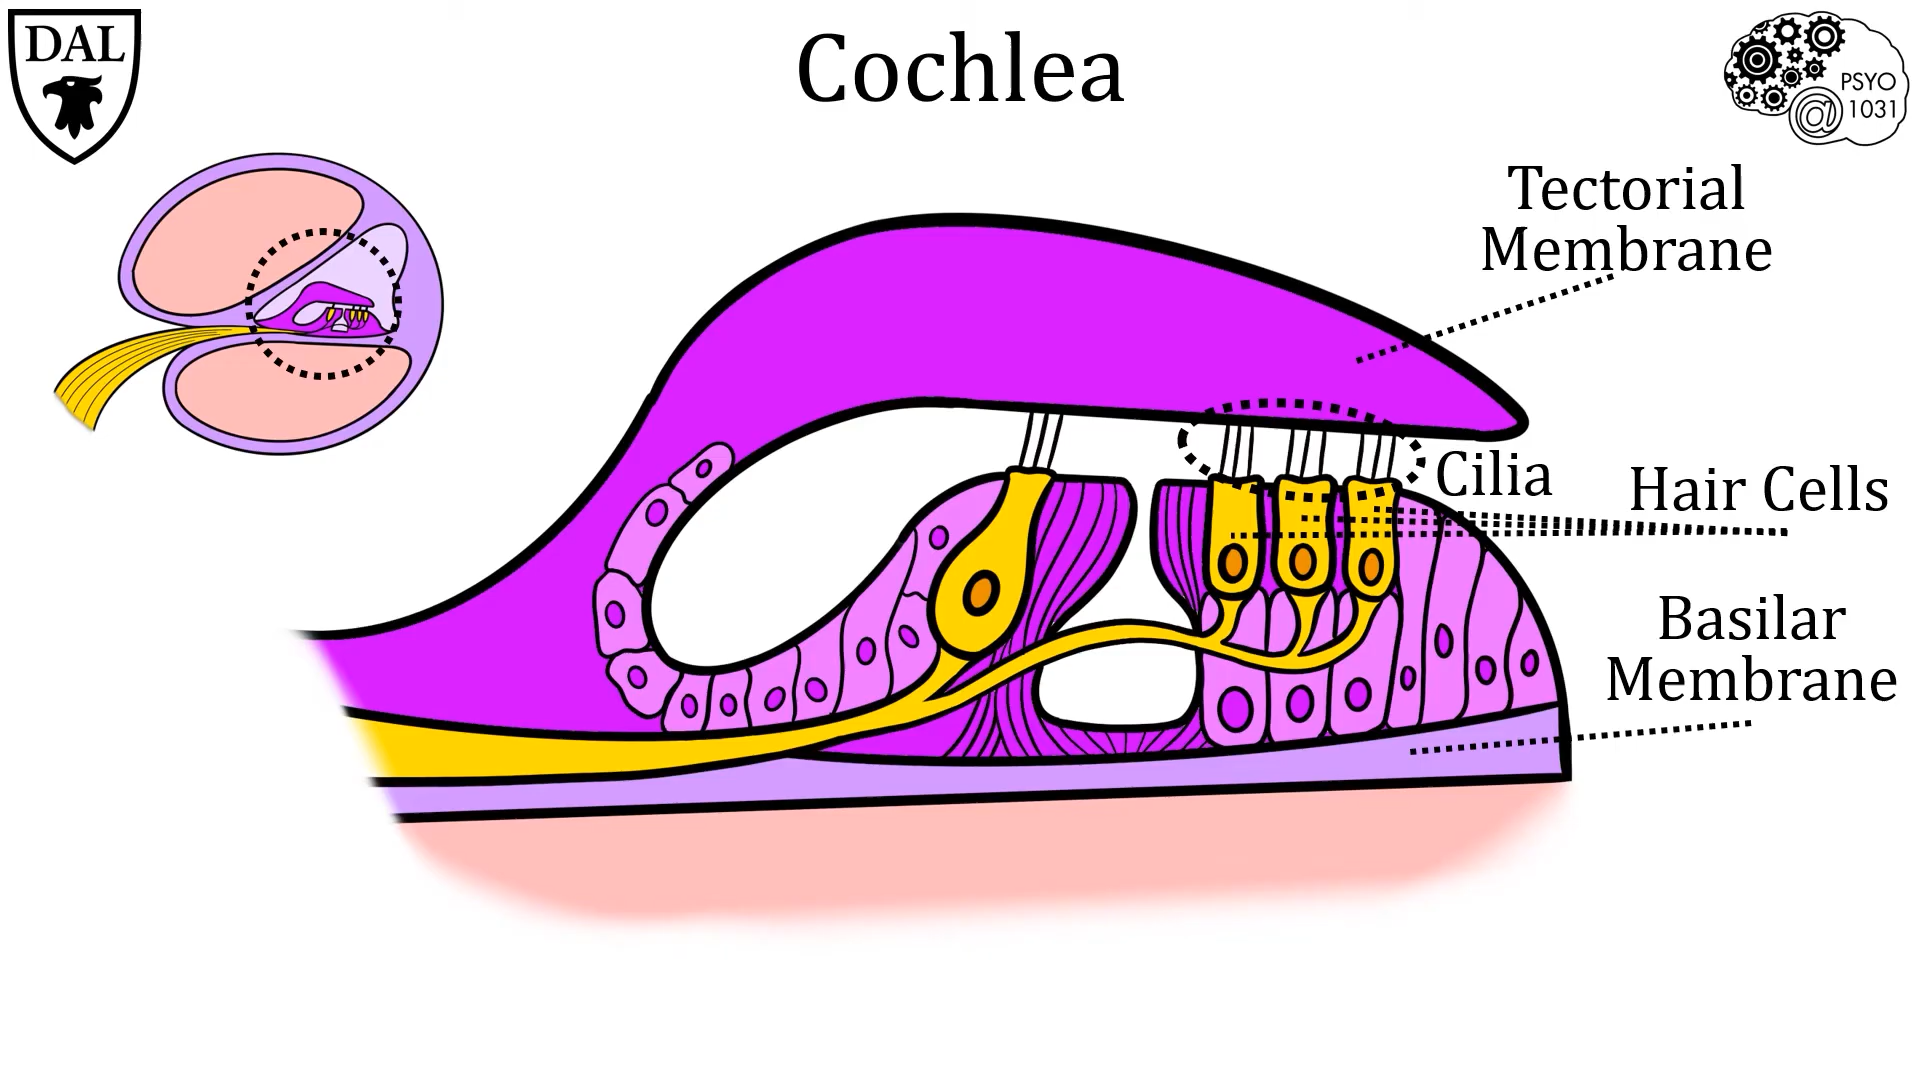 DAL
Cochlea
PSYO
@ 1031
Tectorial
Membrane
Cilia
Hair Cells
Basilar
Membrane